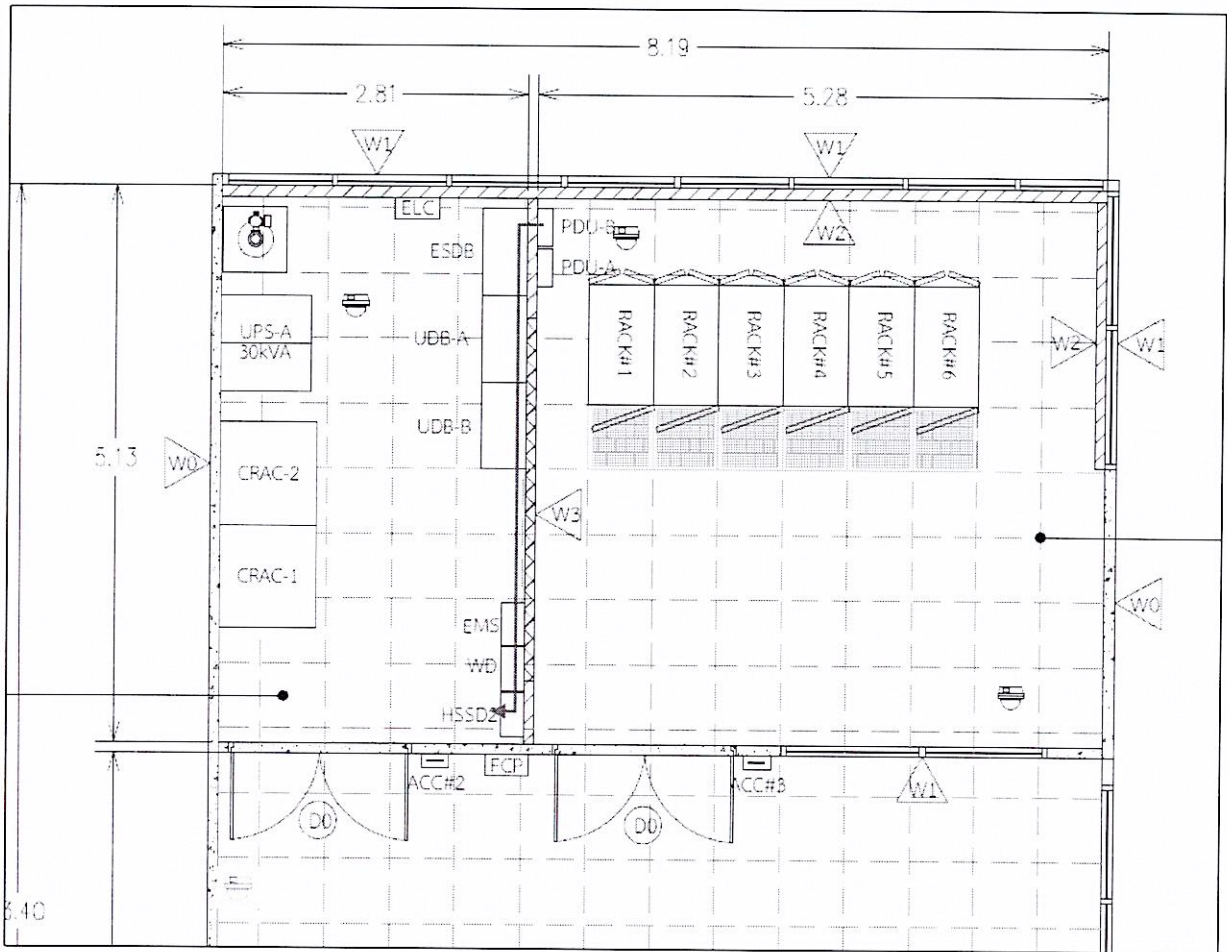 8.19
2.81
5.28
W1
W1
ELC
W2
PDU-B
ESDB
PDU-A
UPS-A
30kVA
UDB-A
RACK#1
RACK#2
RACK#3
RACK#4
RACK#5
RACK#6
W2
W1
UDB-B
5.13
W0
CRAC-2
W3
CRAC-1
W0
EMS
WD
HSSD2
FCP
ACC#2
ACC#3
W1
D0
D0